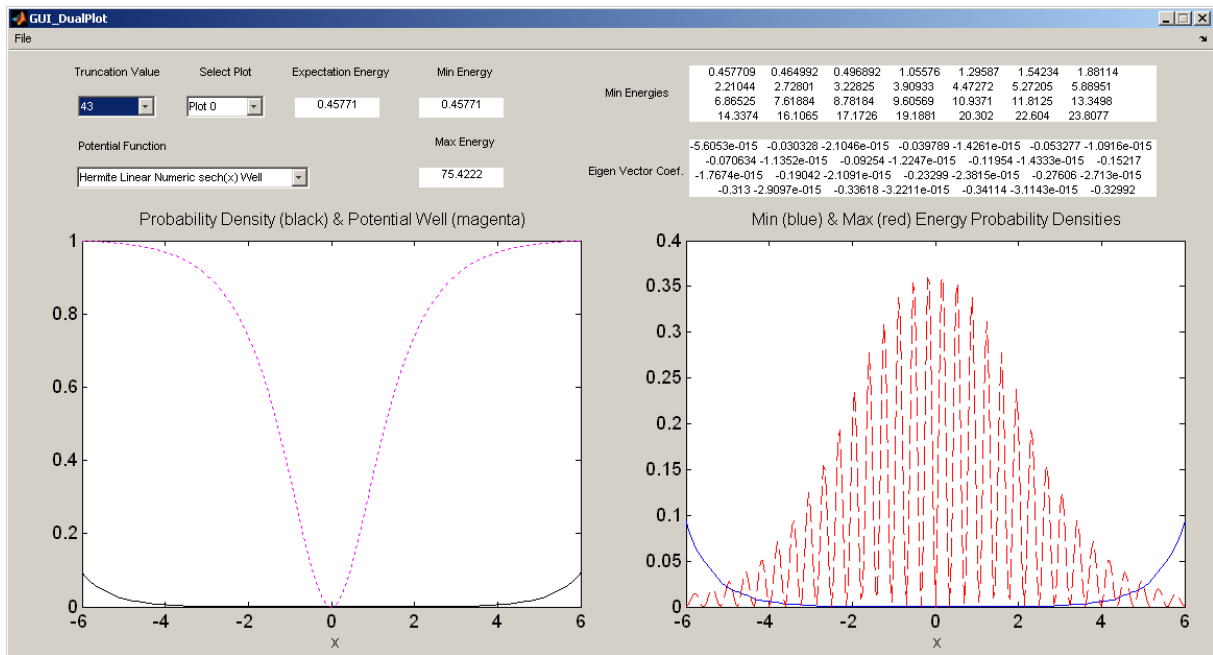 GUI_DualPlot
File
Truncation Value
Select Plot
Expectation Energy
Min Energy
43
Plot 0
0.45771
0.45771
Potential Function
Max Energy
Hermite Linear Numeric sech(x) Well
75.4222
Min Energies
0.457709 0.464992 0.496892 1.05576 1.29587 1.54234 1.88114
2.21044 2.72801 3.22825 3.90933 4.47272 5.27205 5.88951
6.86525 7.61884 8.78184 9.60569 10.9371 11.8125 13.3498
14.3374 16.1065 17.1726 19.1881 20.302 22.604 23.8077
Eigen Vector Coef.
-5.6053e-015 -0.030328 -2.1046e-015 -0.039789 -1.4261e-015 -0.053277 -1.0916e-015
-0.070634 -1.1352e-015 -0.09254 -1.2247e-015 -0.11954 -1.4333e-015 -0.15217
-1.7674e-015 -0.19042 -2.1091e-015 -0.23299 -2.3815e-015 -0.27606 -2.713e-015
-0.313 -2.9097e-015 -0.33618 -3.2211e-015 -0.34114 -3.1143e-015 -0.32992
Probability Density (black) & Potential Well (magenta)
1
0.8
0.6
0.4
0.2
0
-6 -4 -2 0 2 4 6
x
Min (blue) & Max (red) Energy Probability Densities
0.4
0.35
0.3
0.25
0.2
0.15
0.1
0.05
0
-6 -4 -2 0 2 4 6
x